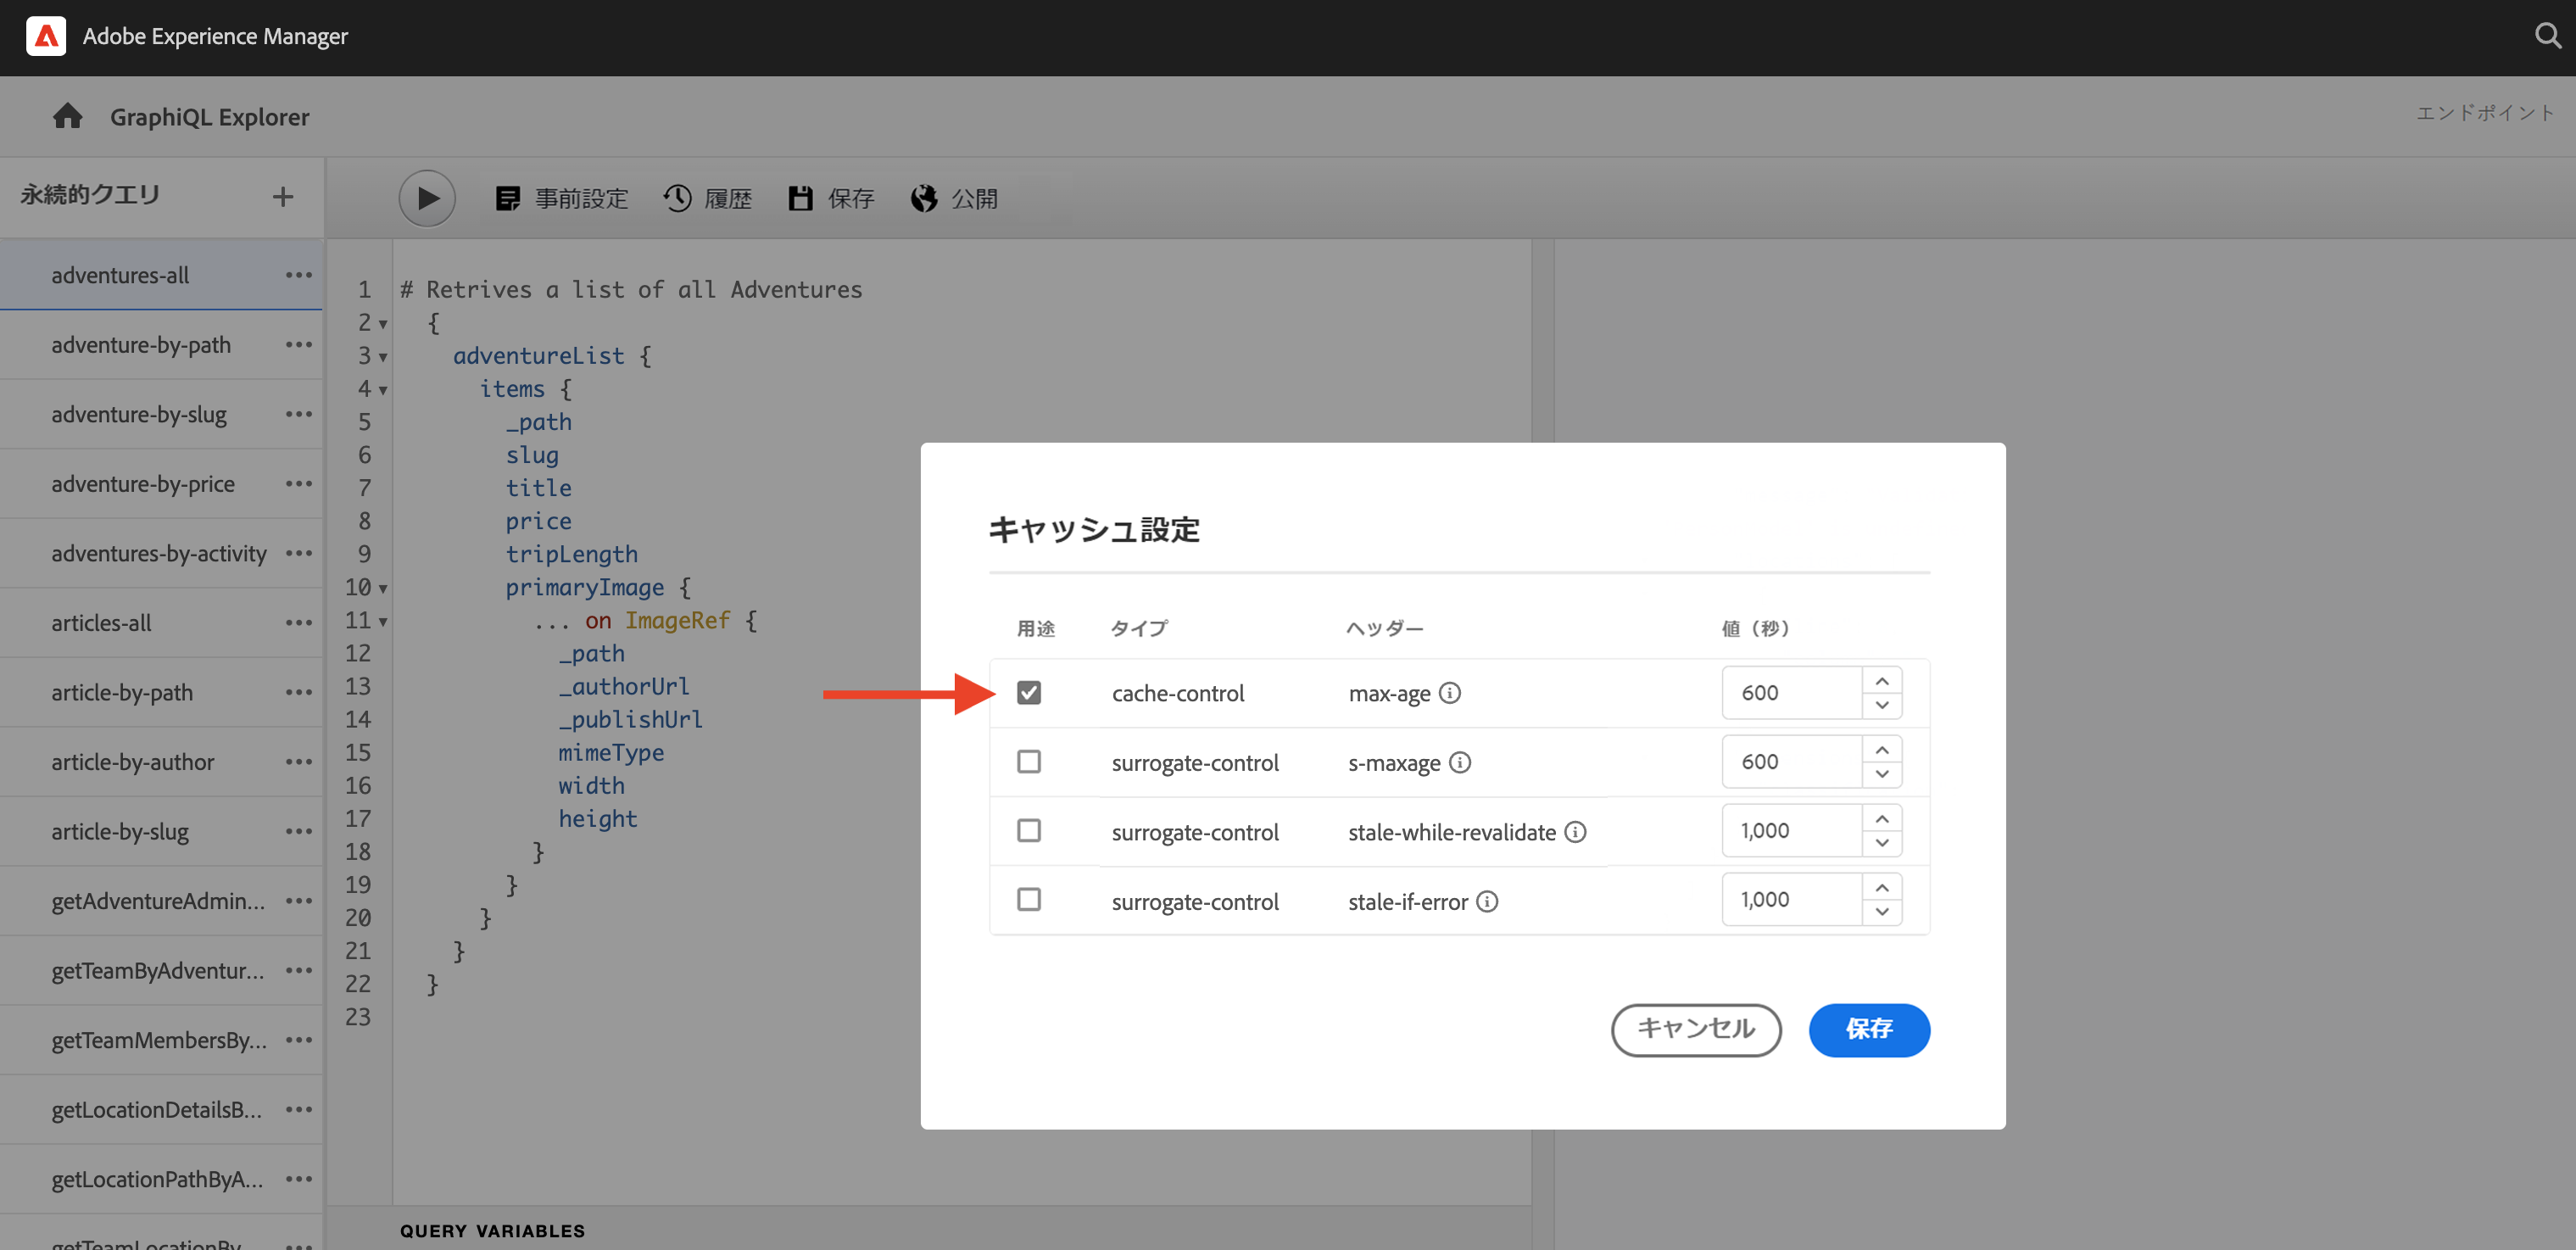 Adobe Experience Manager
GraphiQL Explorer
エンドポイント
永続的クエリ
事前設定 履歴 保存 公開
adventures-all
adventure-by-path
adventure-by-slug
adventure-by-price
adventures-by-activity
articles-all
article-by-path
article-by-author
article-by-slug
getAdventureAdmin...
getTeamByAdventur...
getTeamMembersBy...
getLocationDetailsB...
getLocationPathByA...
getTeamLocationBy
1 # Retrives a list of all Adventures
2 {
3 adventureList {
4 items {
5 _path
6 slug
7 title
8 price
9 tripLength
10 primaryImage {
11 ... on ImageRef {
12 _path
13 _authorUrl
14 _publishUrl
15 mimeType
16 width
17 height
18 }
19 }
20 }
21 }
22 }
23
QUERY VARIABLES
キャッシュ設定
用途 タイプ ヘッダー 値（秒）
cache-control max-age 600
surrogate-control s-maxage 600
surrogate-control stale-while-revalidate 1,000
surrogate-control stale-if-error 1,000
キャンセル 保存